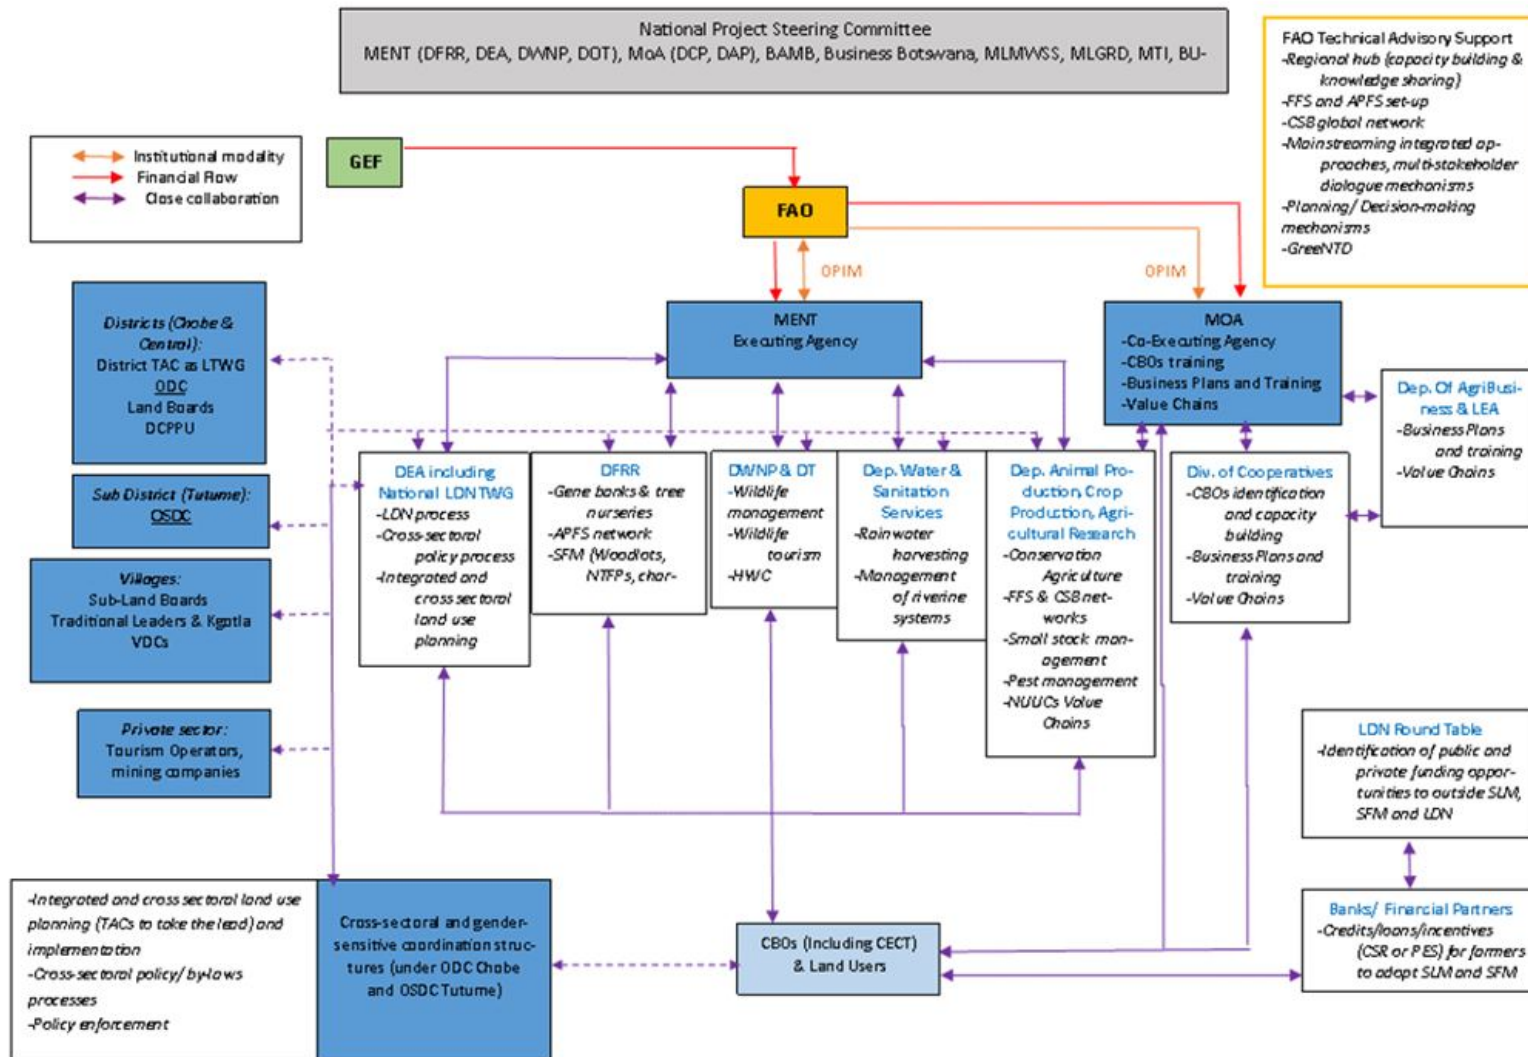 National Project Steering Committee
MENT (DFRR, DEA, DWNP, DOT), MoA (DCP, DAP), BAMB, Business Botswana, MLMWSS, MLGRD, MTI, BU-
FAO Technical Advisory Support
-Regional hub (capacity building &
knowledge sharing)
-FFS and APFS set-up
-CSB global network
-Mainstreaming integrated ap-
proaches, multi-stakeholder
dialogue mechanisms
-Planning/ Decision-making
mechanisms
-GreeNTD
Institutional modality
Financial Flow
Close collaboration
GEF
FAO
OPIM
OPIM
MENT
Executing Agency
MOA
-Co-Executing Agency
-CBOs training
-Business Plans and Training
-Value Chains
Districts (Chobe &
Central):
District TAC as LTWG
ODC
Land Boards
DCPPU
Sub District (Tutume):
OSDC
Villages:
Sub-Land Boards
Traditional Leaders & Kgotla
VDCs
Private sector:
Tourism Operators,
mining companies
DEA including
National LDN TWG
-LDN process
-Cross-sectoral
policy process
-Integrated and
cross sectoral
land use
planning
DFRR
-Gene banks & tree
nurseries
-APFS network
-SFM (Woodlots,
NTFPs, char-
DWNP & DT
-Wildlife
management
-Wildlife
tourism
-HWC
Dep. Water &
Sanitation
Services
-Rainwater
harvesting
-Management
of riverine
systems
Dep. Animal Pro-
duction, Crop
Production, Agri-
cultural Research
-Conservation
Agriculture
-FFS & CSB net-
works
-Small stock man-
agement
-Pest management
-NUUCs Value
Chains
Div. of Cooperatives
-CBOs identification
and capacity
building
-Business Plans and
training
-Value Chains
Dep. Of AgriBusi-
ness & LEA
-Business Plans
and training
-Value Chains
LDN Round Table
-Identification of public and
private funding oppor-
tunities to outside SLM,
SFM and LDN
Banks/ Financial Partners
-Credits/loans/incentives
(CSR or PES) for farmers
to adopt SLM and SFM
-Integrated and cross sectoral land use
planning (TACs to take the lead) and
implementation
-Cross-sectoral policy/ by-laws
processes
-Policy enforcement
Cross-sectoral and gender-
sensitive coordination struc-
tures (under ODC Chobe
and OSDC Tutume)
CBOs (Including CECT)
& Land Users